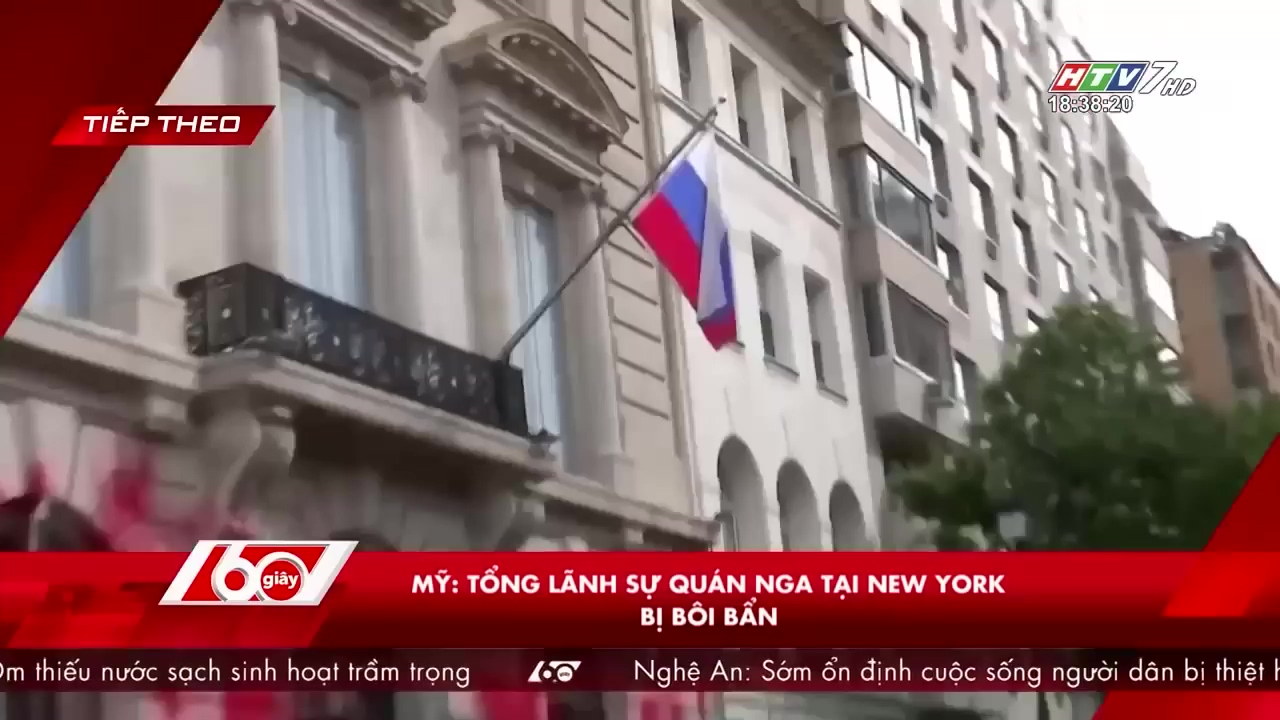 TIẾP THEO
HTV7 HD
18:38:20
60 giây
MỸ: TỔNG LÃNH SỰ QUÁN NGA TẠI NEW YORK
BỊ BÔI BẨN
thiếu nước sạch sinh hoạt trầm trọng
60 giây
Nghệ An: Sớm ổn định cuộc sống người dân bị thiệt